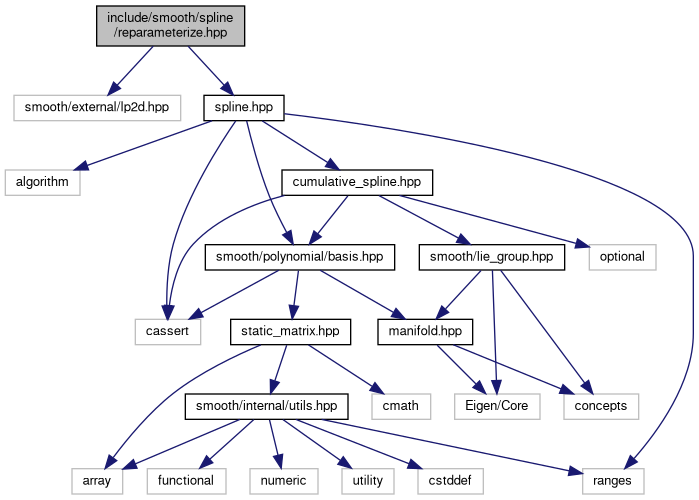 include/smooth/spline
/reparameterize.hpp
smooth/external/lp2d.hpp
spline.hpp
algorithm
cumulative_spline.hpp
smooth/polynomial/basis.hpp
smooth/lie_group.hpp
optional
cassert
static_matrix.hpp
manifold.hpp
smooth/internal/utils.hpp
cmath
Eigen/Core
concepts
array
functional
numeric
utility
cstddef
ranges